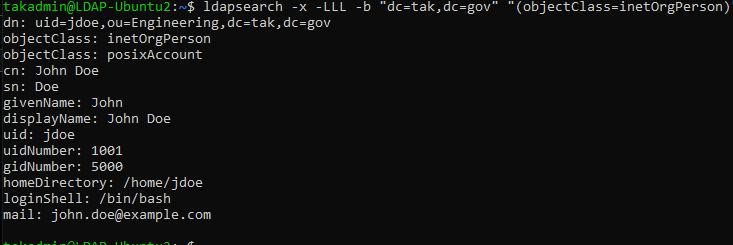 takadmin@LDAP-Ubuntu2:~$ ldapsearch -x -LLL -b "dc=tak,dc=gov" "(objectClass=inetOrgPerson)
dn: uid=jdoe,ou=Engineering,dc=tak,dc=gov
objectClass: inetOrgPerson
objectClass: posixAccount
cn: John Doe
sn: Doe
givenName: John
displayName: John Doe
uid: jdoe
uidNumber: 1001
gidNumber: 5000
homeDirectory: /home/jdoe
loginShell: /bin/bash
mail: john.doe@example.com
takadmin@LDAP-Ubuntu2:~$